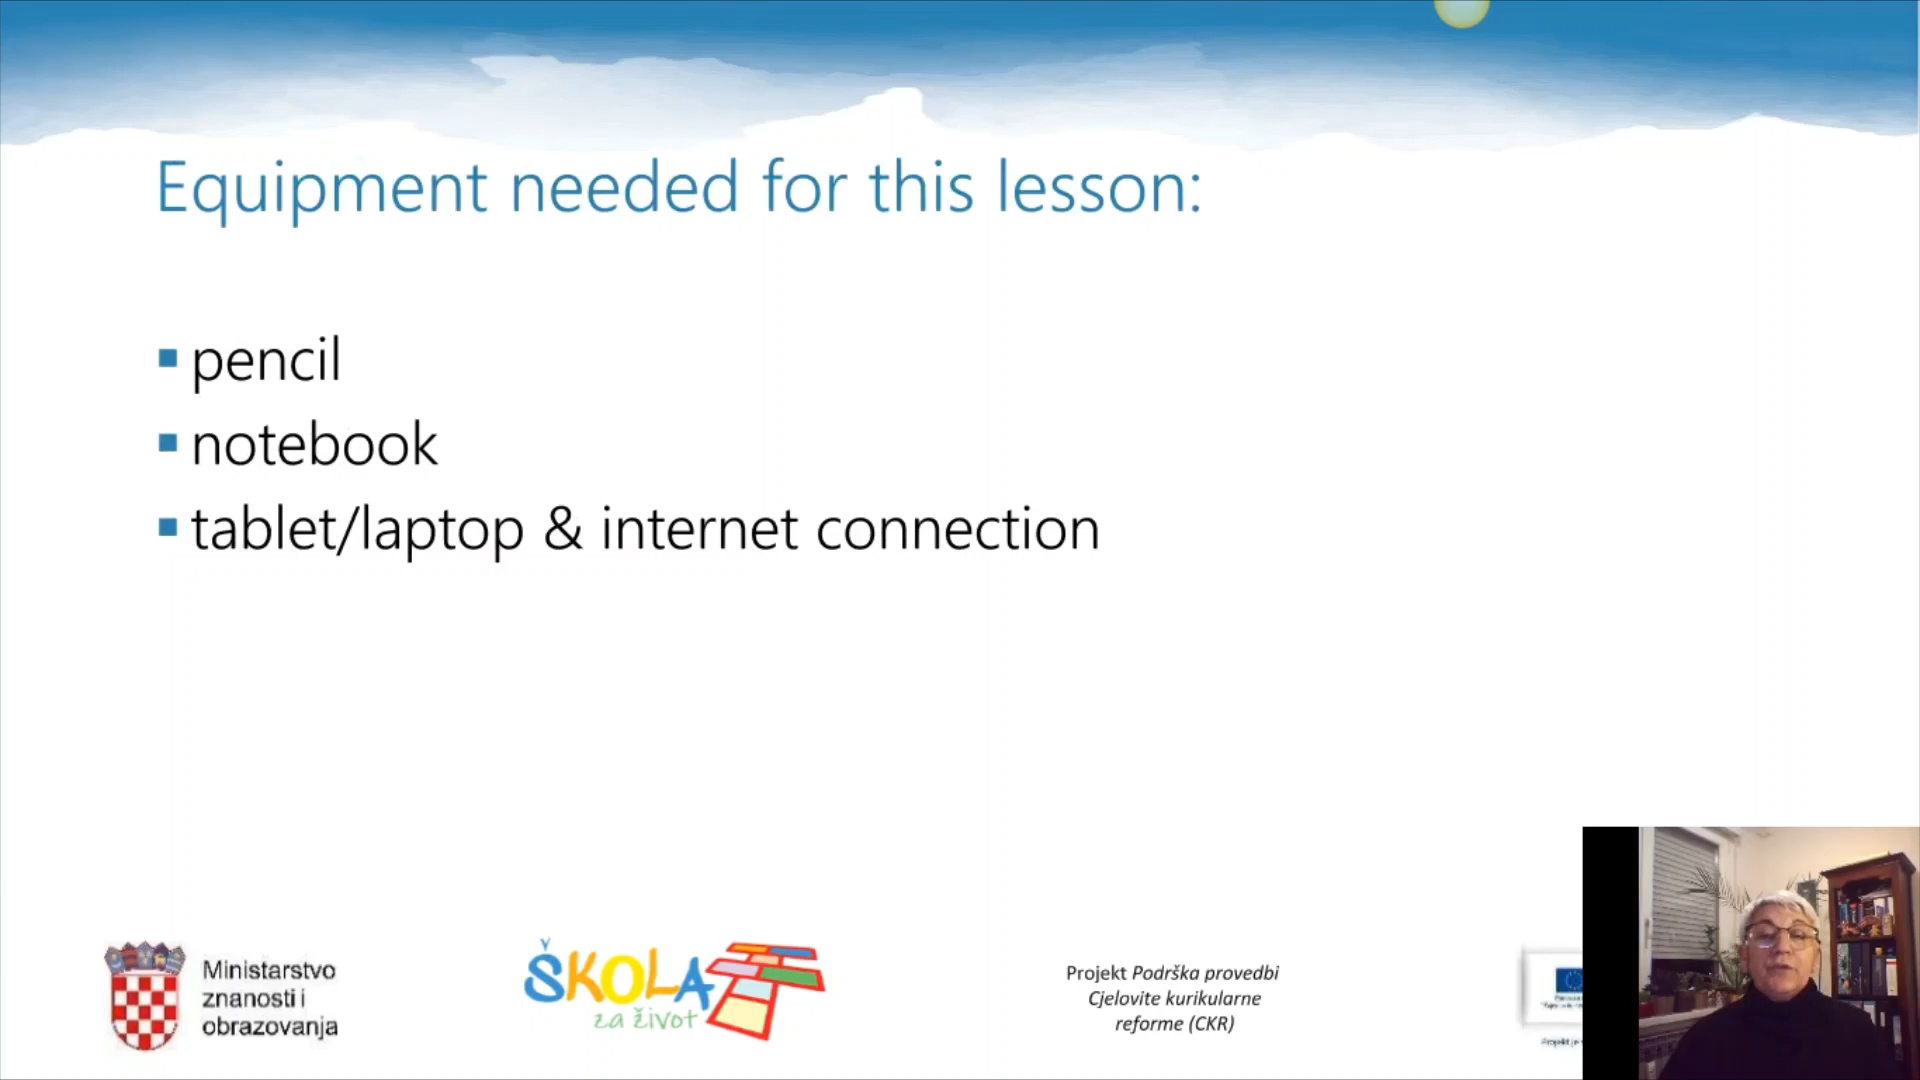 Equipment needed for this lesson:
pencil
notebook
tablet/laptop & internet connection
Ministarstvo
znanosti i
obrazovanja
ŠKOLA
za život
Projekt Podrška provedbi
Cjelovite kurikularne
reforme (CKR)